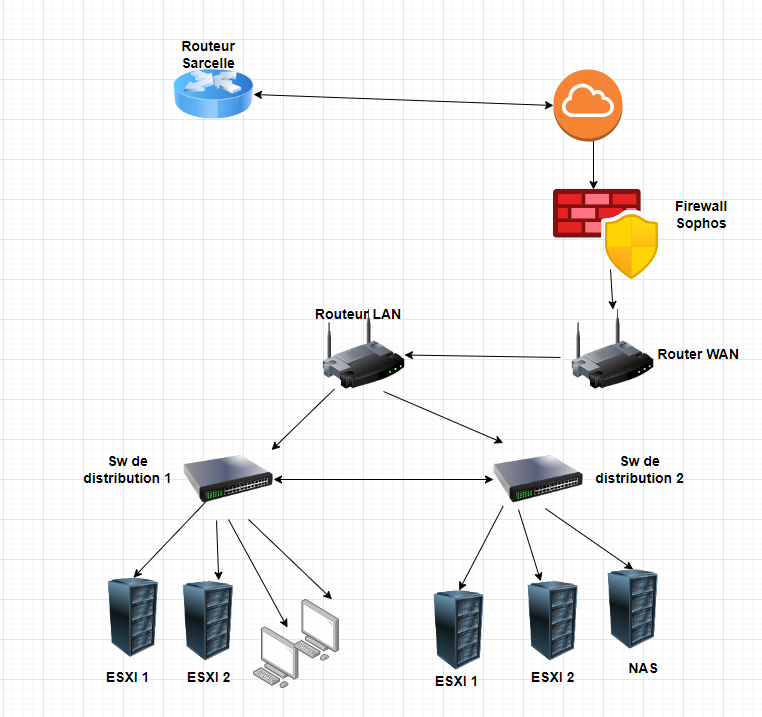 Routeur
Sarcelle
Firewall
Sophos
Routeur LAN
Router WAN
Sw de
distribution 1
Sw de
distribution 2
ESXI 1
ESXI 2
ESXI 1
ESXI 2
NAS